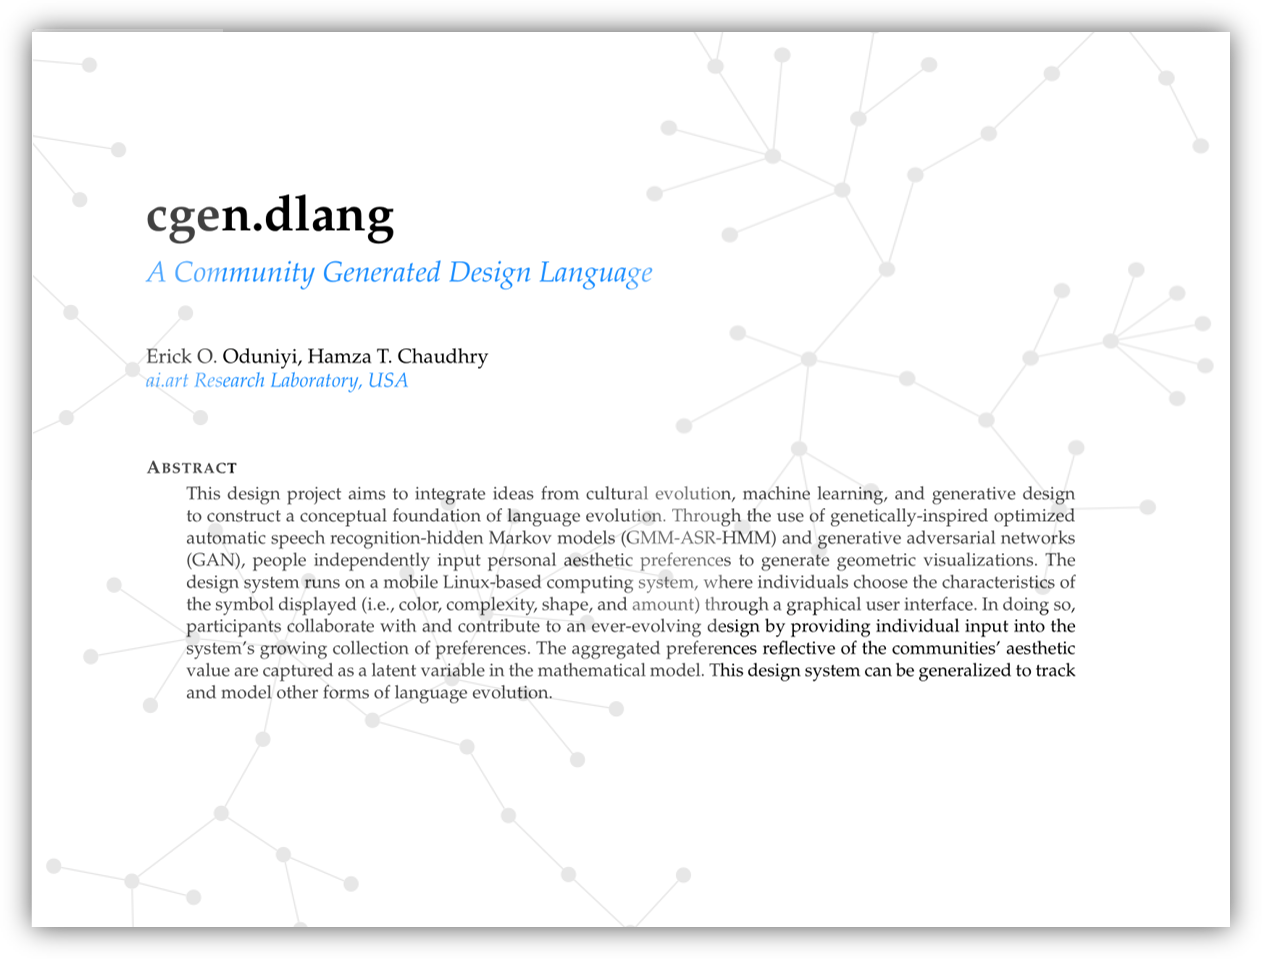 cgen.dlang
A Community Generated Design Language
Erick O. Oduniyi, Hamza T. Chaudhry
ai.art Research Laboratory, USA
ABSTRACT
This design project aims to integrate ideas from cultural evolution, machine learning, and generative design
to construct a conceptual foundation of language evolution. Through the use of genetically-inspired optimized
automatic speech recognition-hidden Markov models (GMM-ASR-HMM) and generative adversarial networks
(GAN), people independently input personal aesthetic preferences to generate geometric visualizations. The
design system runs on a mobile Linux-based computing system, where individuals choose the characteristics of
the symbol displayed (i.e., color, complexity, shape, and amount) through a graphical user interface. In doing so,
participants collaborate with and contribute to an ever-evolving design by providing individual input into the
system's growing collection of preferences. The aggregated preferences reflective of the communities' aesthetic
value are captured as a latent variable in the mathematical model. This design system can be generalized to track
and model other forms of language evolution.